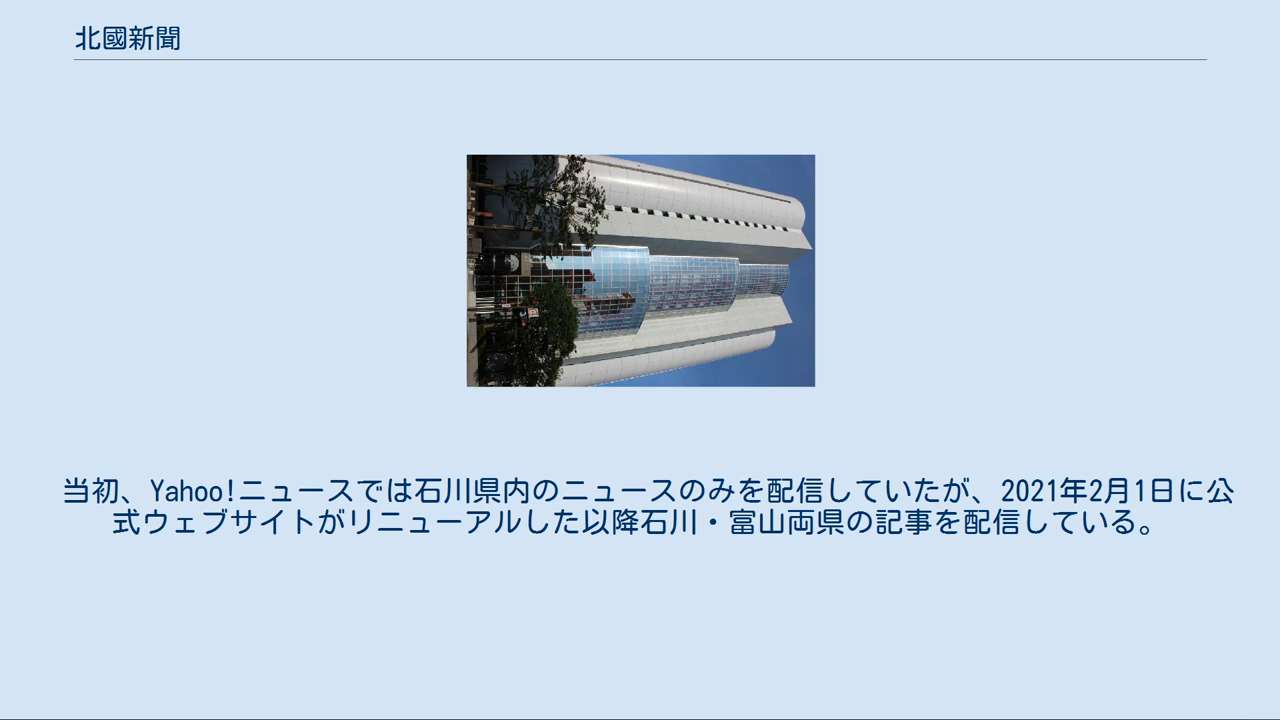 北國新聞
当初、Yahoo!ニュースでは石川県内のニュースのみを配信していたが、2021年2月1日に公
式ウェブサイトがリニューアルした以降石川・富山両県の記事を配信している。